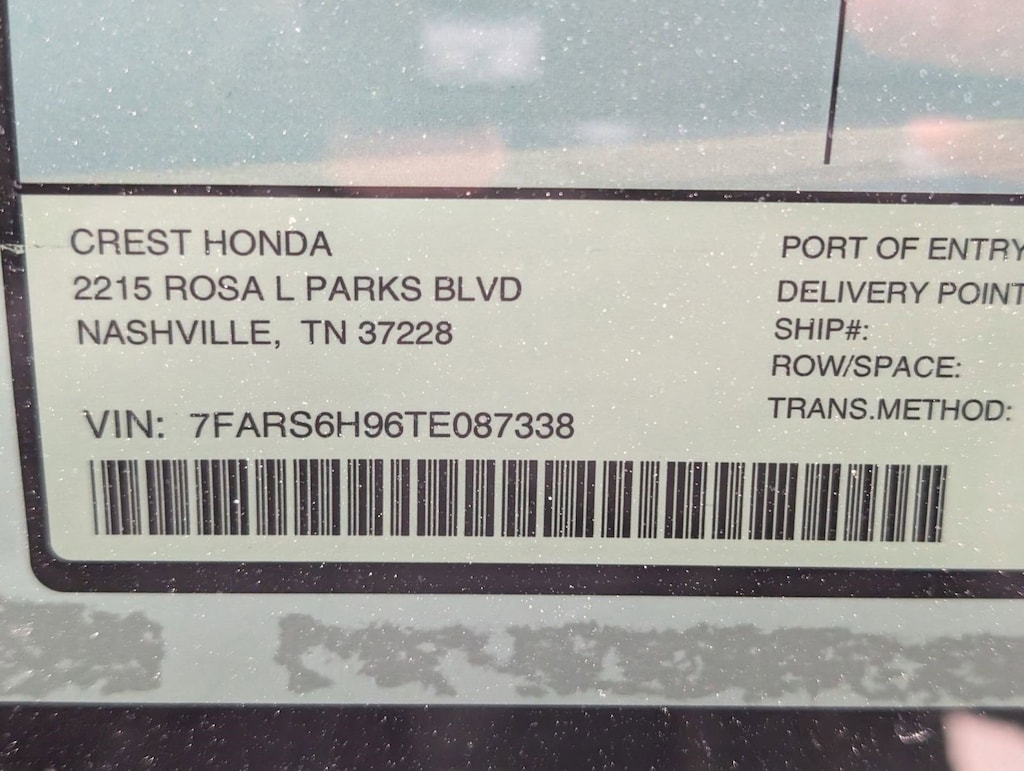 CREST HONDA
2215 ROSA L PARKS BLVD
NASHVILLE, TN 37228
VIN: 7FARS6H96TE087338
PORT OF ENTRY
DELIVERY POINT
SHIP#:
ROW/SPACE:
TRANS.METHOD: